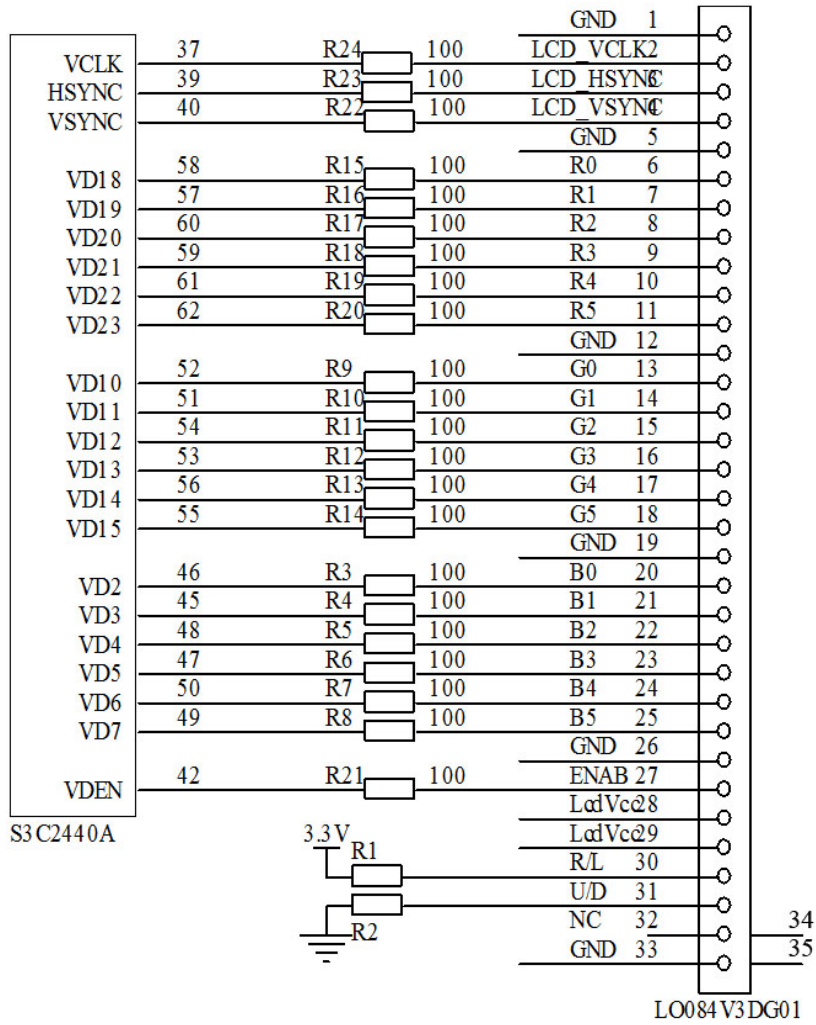 GND 1
VCLK 37 R24 100 LCD_VCLK 2
HSYNC 39 R23 100 LCD_HSYNC 3
VSYNC 40 R22 100 LCD_VSYNC 4
GND 5
VD18 58 R15 100 R0 6
VD19 57 R16 100 R1 7
VD20 60 R17 100 R2 8
VD21 59 R18 100 R3 9
VD22 61 R19 100 R4 10
VD23 62 R20 100 R5 11
GND 12
VD10 52 R9 100 G0 13
VD11 51 R10 100 G1 14
VD12 54 R11 100 G2 15
VD13 53 R12 100 G3 16
VD14 56 R13 100 G4 17
VD15 55 R14 100 G5 18
GND 19
VD2 46 R3 100 B0 20
VD3 45 R4 100 B1 21
VD4 48 R5 100 B2 22
VD5 47 R6 100 B3 23
VD6 50 R7 100 B4 24
VD7 49 R8 100 B5 25
GND 26
VDEN 42 R21 100 ENAB 27
LcdVcc 28
S3C2440A 3.3V LcdVcc 29
R1 R/L 30
U/D 31
NC 32 34
R2 GND 33 35
LO084V3DG01